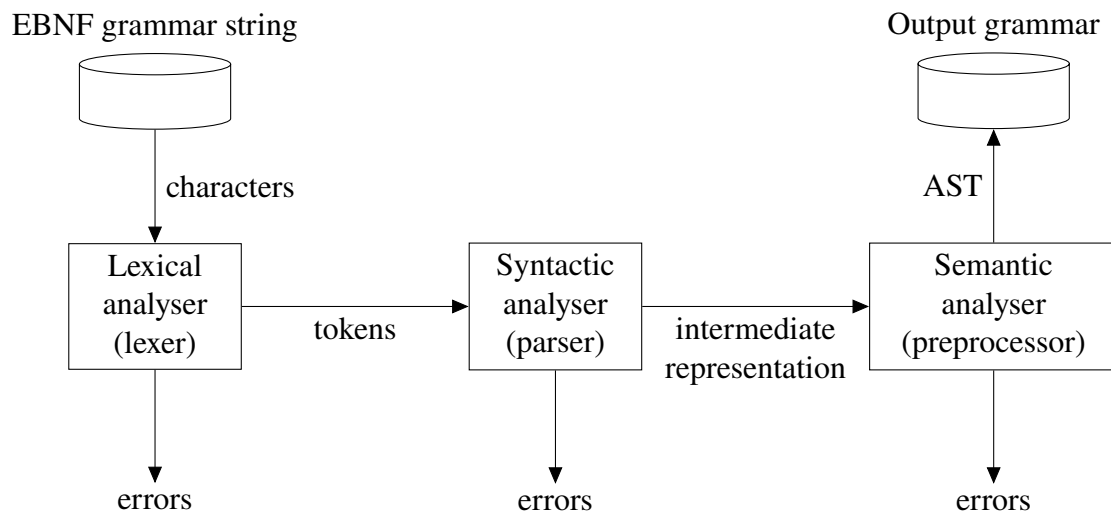 EBNF grammar string
Output grammar
characters
AST
Lexical
analyser
(lexer)
tokens
Syntactic
analyser
(parser)
intermediate
representation
Semantic
analyser
(preprocessor)
errors
errors
errors